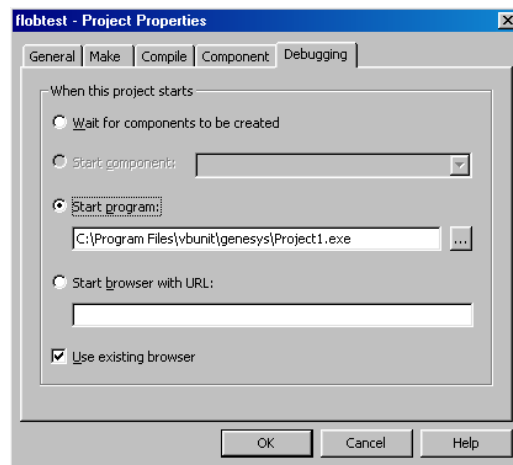 flobtest - Project Properties
General Make Compile Component Debugging
When this project starts
Wait for components to be created
Start component:
Start program:
C:\Program Files\vbunit\genesys\Project1.exe
...
Start browser with URL:
Use existing browser
OK Cancel Help